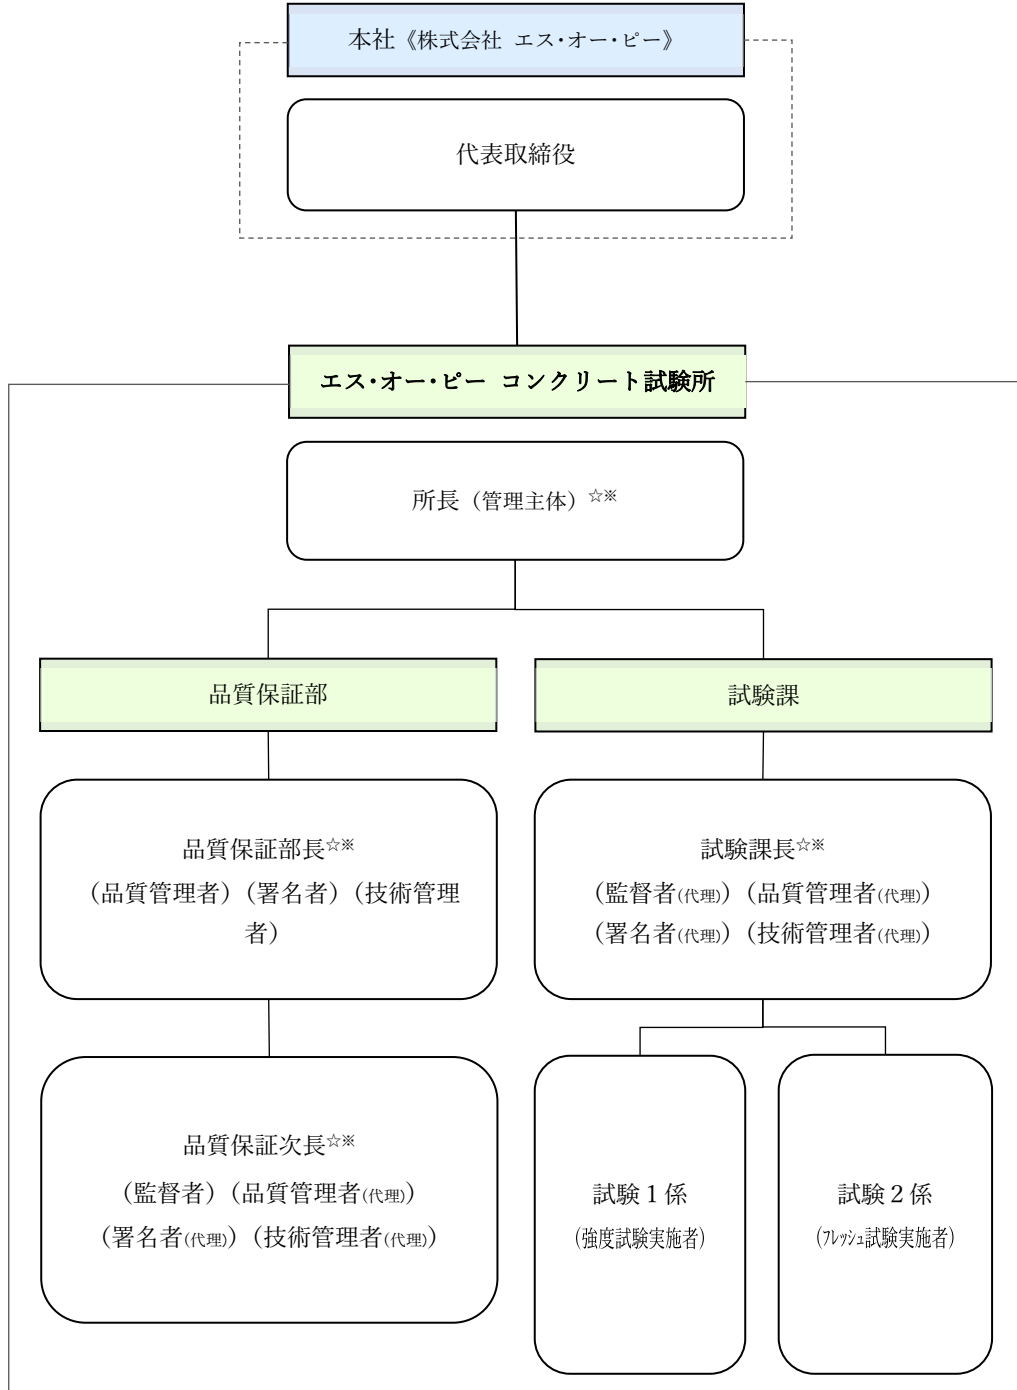 本社《株式会社 エス・オー・ピー》
代表取締役
エス・オー・ピー コンクリート試験所
所長（管理主体）☆※
品質保証部
試験課
品質保証部長☆※
（品質管理者）（署名者）（技術管理
者）
試験課長☆※
（監督者(代理)）（品質管理者(代理)）
（署名者(代理)）（技術管理者(代理)）
品質保証次長☆※
（監督者）（品質管理者(代理)）
（署名者(代理)）（技術管理者(代理)）
試験１係
（強度試験実施者）
試験２係
（ﾌﾚｯｼｭ試験実施者）